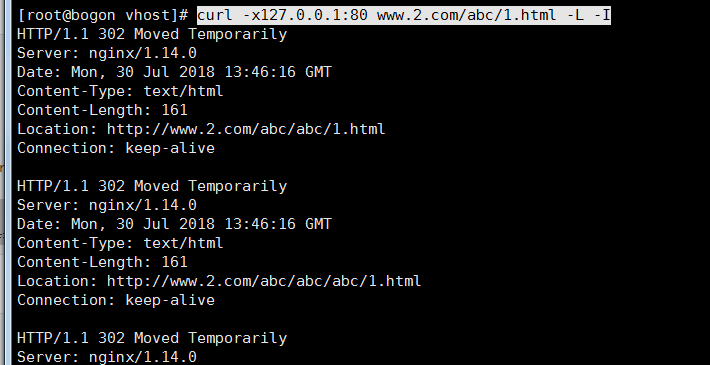 [root@bogon vhost]# curl -x127.0.0.1:80 www.2.com/abc/1.html -L -I
HTTP/1.1 302 Moved Temporarily
Server: nginx/1.14.0
Date: Mon, 30 Jul 2018 13:46:16 GMT
Content-Type: text/html
Content-Length: 161
Location: http://www.2.com/abc/abc/1.html
Connection: keep-alive
HTTP/1.1 302 Moved Temporarily
Server: nginx/1.14.0
Date: Mon, 30 Jul 2018 13:46:16 GMT
Content-Type: text/html
Content-Length: 161
Location: http://www.2.com/abc/abc/abc/1.html
Connection: keep-alive
HTTP/1.1 302 Moved Temporarily
Server: nginx/1.14.0